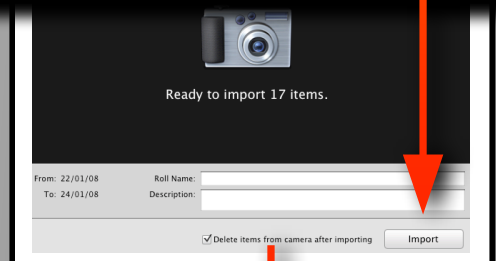 Ready to import 17 items.
From: 22/01/08 Roll Name:
To: 24/01/08 Description:
Delete items from camera after importing Import